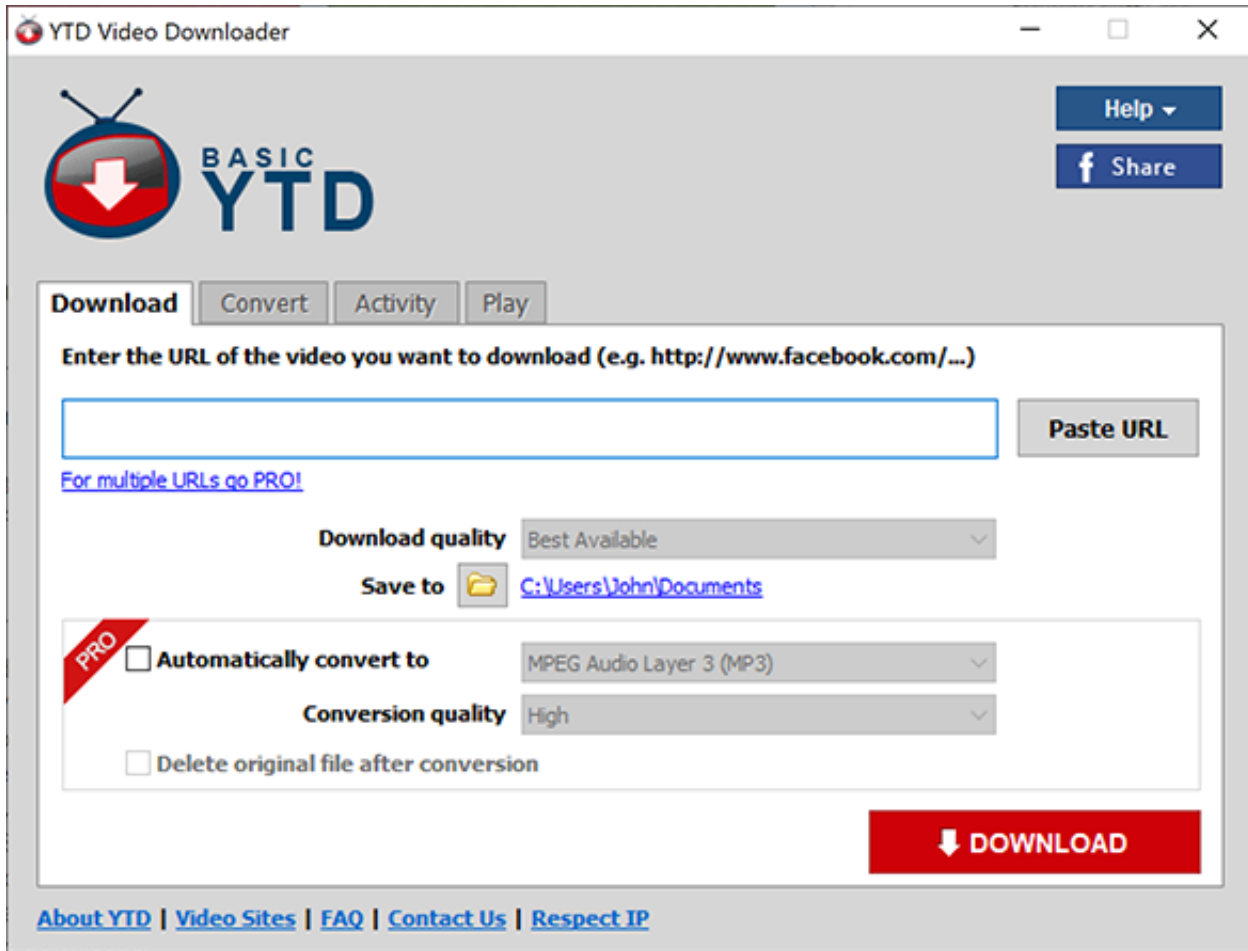 YTD Video Downloader
Help
f Share
BASIC
YTD
Download Convert Activity Play
Enter the URL of the video you want to download (e.g. http://www.facebook.com/...)
Paste URL
For multiple URLs go PRO!
Download quality Best Available
Save to C:\Users\John\Documents
PRO
Automatically convert to MPEG Audio Layer 3 (MP3)
Conversion quality High
Delete original file after conversion
DOWNLOAD
About YTD | Video Sites | FAQ | Contact Us | Respect IP